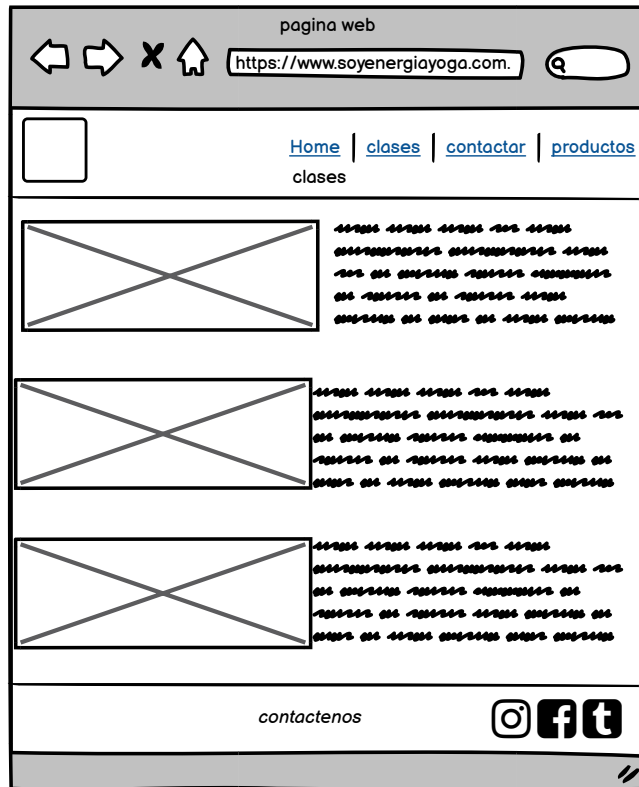 pagina web
https://www.soyenergiayoga.com.
Home clases contactar productos
clases
contactenos